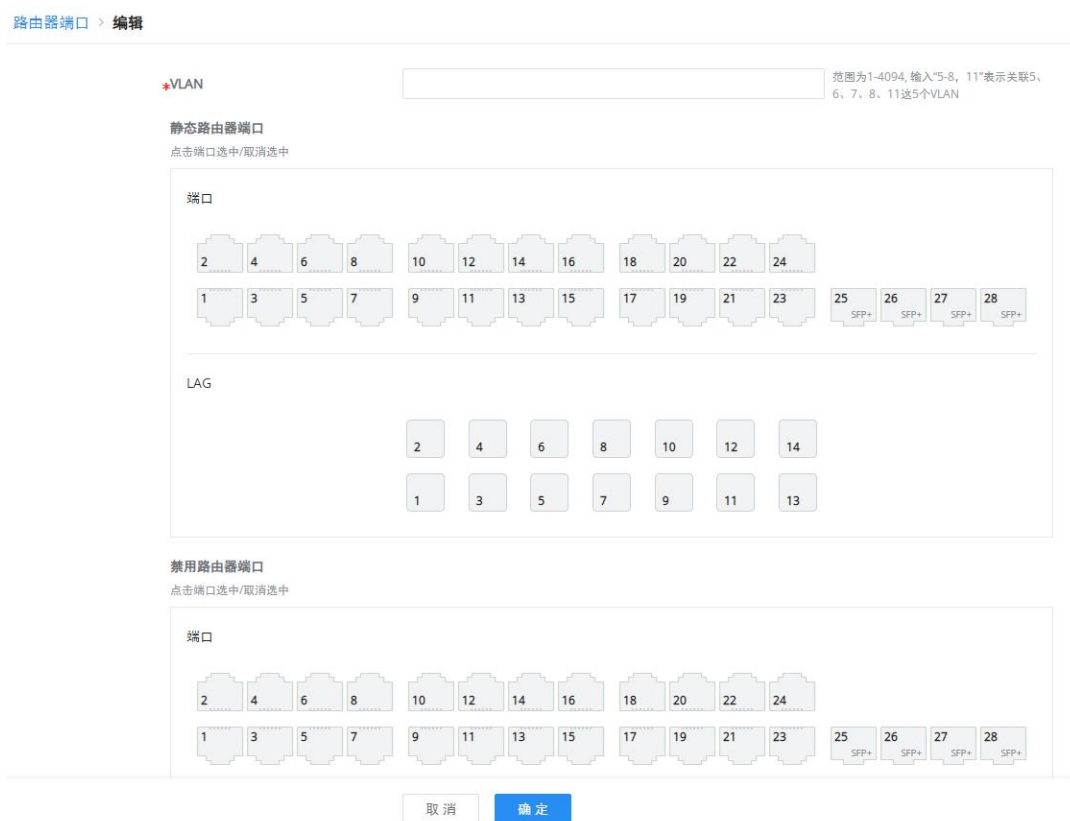 路由器端口 > 编辑
*VLAN
范围为1-4094, 输入“5-8，11”表示关联5、
6、7、8、11这5个VLAN
静态路由器端口
点击端口选中/取消选中
端口
2 4 6 8 10 12 14 16 18 20 22 24
1 3 5 7 9 11 13 15 17 19 21 23 25 26 27 28
SFP+ SFP+ SFP+ SFP+
LAG
2 4 6 8 10 12 14
1 3 5 7 9 11 13
禁用路由器端口
点击端口选中/取消选中
端口
2 4 6 8 10 12 14 16 18 20 22 24
1 3 5 7 9 11 13 15 17 19 21 23 25 26 27 28
SFP+ SFP+ SFP+ SFP+
取消 确定